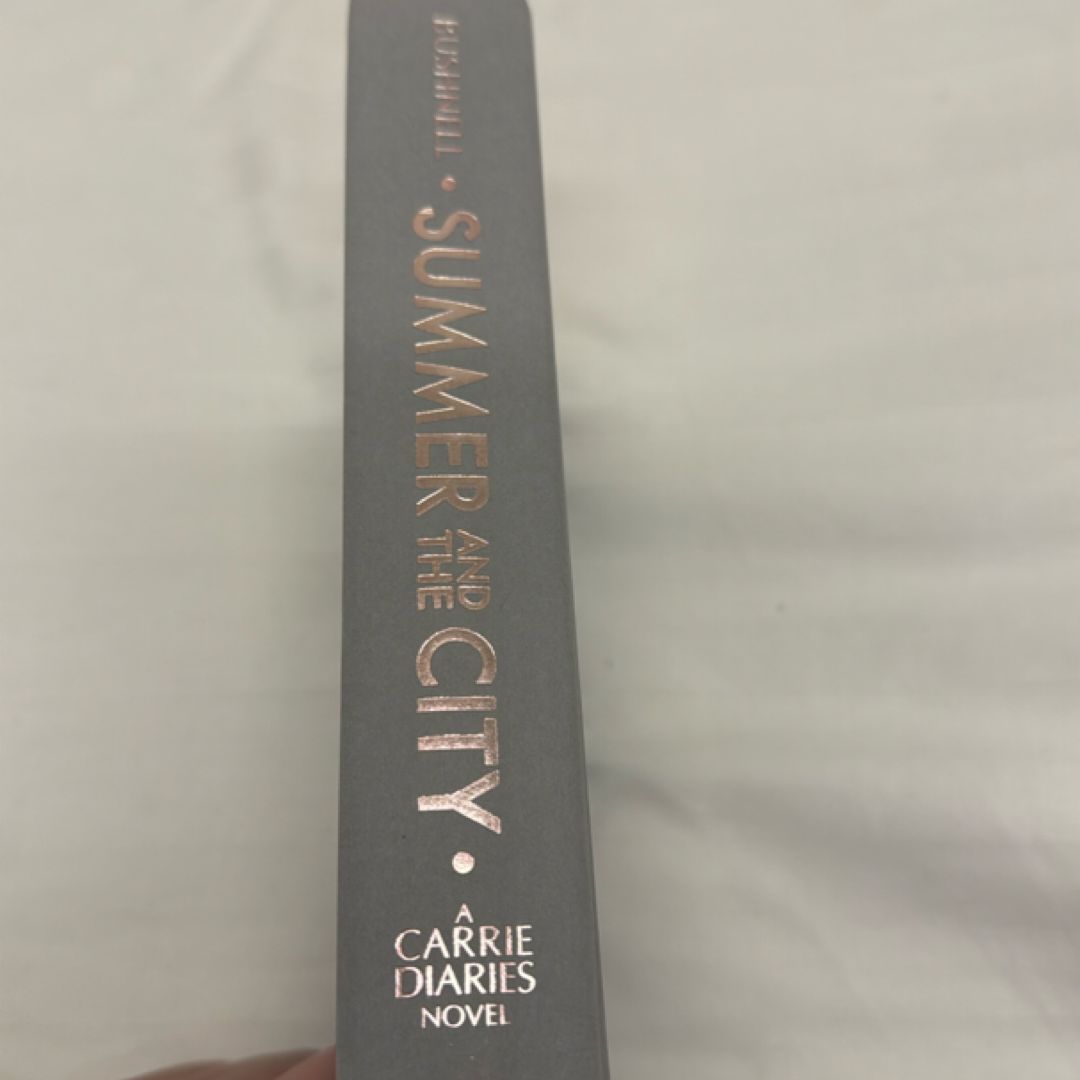 BUSHNELL • SUMMER AND THE CITY •
A
CARRIE
DIARIES
NOVEL